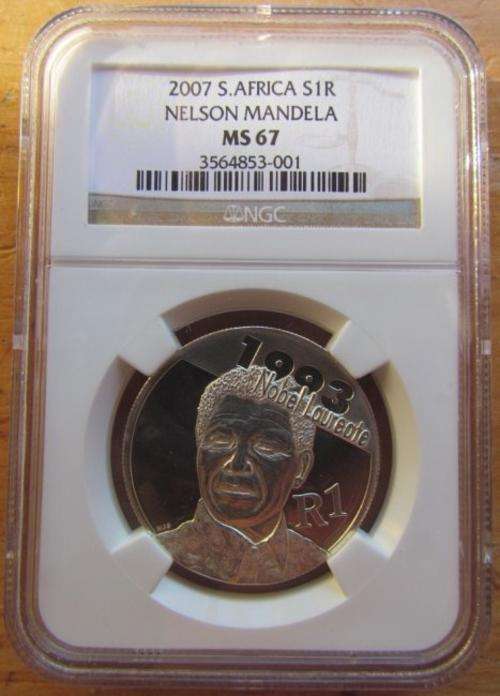 2007 S.AFRICA S1R
NELSON MANDELA
MS 67
3564853-001
NGC
1993
Nobel Laureate
R1